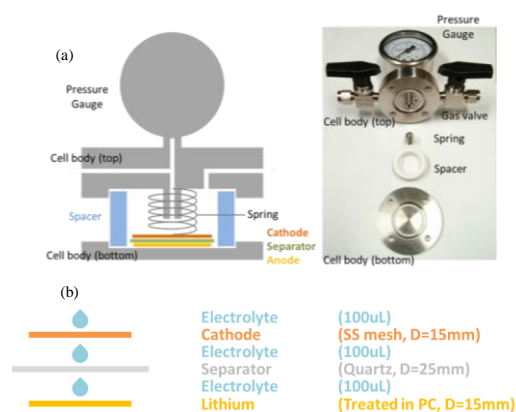 (a)
Pressure
Gauge
Cell body (top)
Spacer
Spring
Cathode
Separator
Anode
Cell body (bottom)
Pressure
Gauge
Cell body (top)
Gas valve
Spring
Spacer
Cell body (bottom)
(b)
Electrolyte (100uL)
Cathode (SS mesh, D=15mm)
Electrolyte (100uL)
Separator (Quartz, D=25mm)
Electrolyte (100uL)
Lithium (Treated in PC, D=15mm)